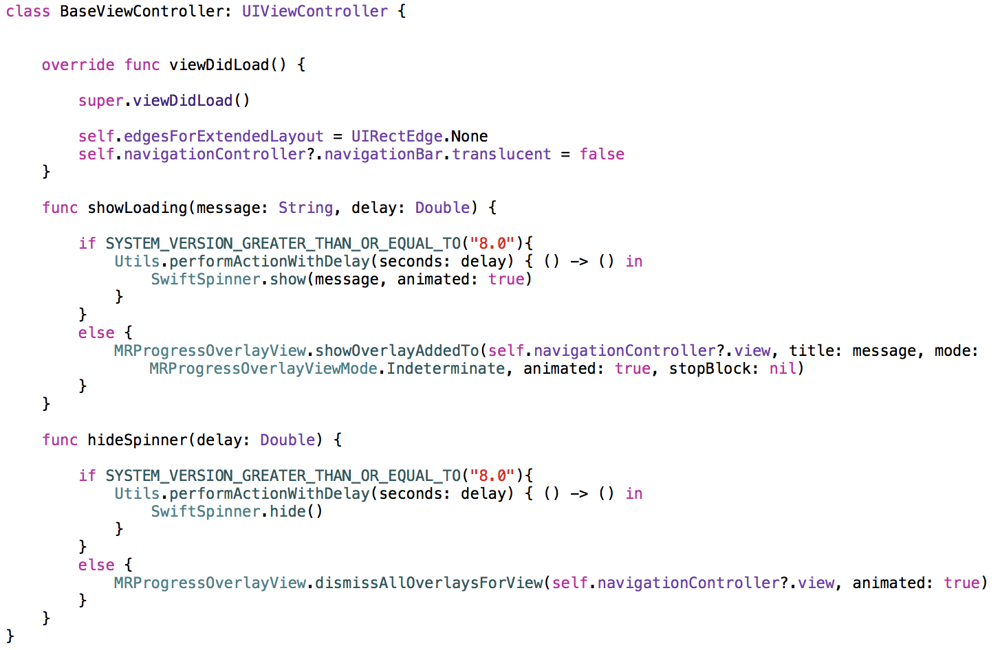 class BaseViewController: UIViewController {
override func viewDidLoad() {
super.viewDidLoad()
self.edgesForExtendedLayout = UIRectEdge.None
self.navigationController?.navigationBar.translucent = false
}
func showLoading(message: String, delay: Double) {
if SYSTEM_VERSION_GREATER_THAN_OR_EQUAL_TO("8.0"){
Utils.performActionWithDelay(seconds: delay) { () -> () in
SwiftSpinner.show(message, animated: true)
}
}
else {
MRProgressOverlayView.showOverlayAddedTo(self.navigationController?.view, title: message, mode:
MRProgressOverlayViewMode.Indeterminate, animated: true, stopBlock: nil)
}
}
func hideSpinner(delay: Double) {
if SYSTEM_VERSION_GREATER_THAN_OR_EQUAL_TO("8.0"){
Utils.performActionWithDelay(seconds: delay) { () -> () in
SwiftSpinner.hide()
}
}
else {
MRProgressOverlayView.dismissAllOverlaysForView(self.navigationController?.view, animated: true)
}
}
}